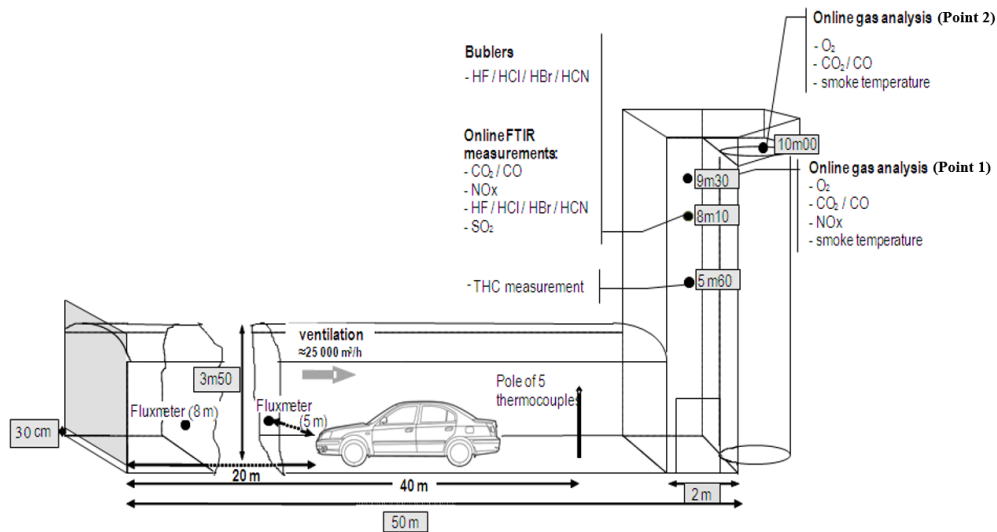 Online gas analysis (Point 2)
- O₂
- CO₂ / CO
- smoke temperature
Bublers
- HF / HCl / HBr / HCN
Online FTIR
measurements:
- CO₂ / CO
- NOx
- HF / HCl / HBr / HCN
- SO₂
10m00
Online gas analysis (Point 1)
- O₂
- CO₂ / CO
- NOx
- smoke temperature
9m30
8m10
- THC measurement
5m60
ventilation
≈25 000 m³/h
3m50
Pole of 5
thermocouples
Fluxmeter (8 m)
Fluxmeter
(5 m)
30 cm
20 m
40 m
2 m
50 m